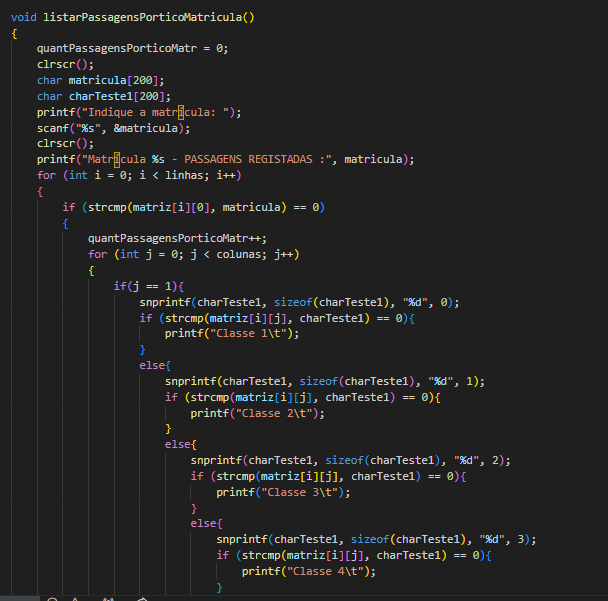 void listarPassagensPorticoMatricula()
{
    quantPassagensPorticoMatr = 0;
    clrscr();
    char matricula[200];
    char charTeste1[200];
    printf("Indique a matrícula: ");
    scanf("%s", &matricula);
    clrscr();
    printf("Matrícula %s - PASSAGENS REGISTADAS :", matricula);
    for (int i = 0; i < linhas; i++)
    {
        if (strcmp(matriz[i][0], matricula) == 0)
        {
            quantPassagensPorticoMatr++;
            for (int j = 0; j < colunas; j++)
            {
                if(j == 1){
                    snprintf(charTeste1, sizeof(charTeste1), "%d", 0);
                    if (strcmp(matriz[i][j], charTeste1) == 0){
                        printf("Classe 1\t");
                    }
                    else{
                        snprintf(charTeste1, sizeof(charTeste1), "%d", 1);
                        if (strcmp(matriz[i][j], charTeste1) == 0){
                            printf("Classe 2\t");
                        }
                        else{
                            snprintf(charTeste1, sizeof(charTeste1), "%d", 2);
                            if (strcmp(matriz[i][j], charTeste1) == 0){
                                printf("Classe 3\t");
                            }
                            else{
                                snprintf(charTeste1, sizeof(charTeste1), "%d", 3);
                                if (strcmp(matriz[i][j], charTeste1) == 0){
                                    printf("Classe 4\t");
                                }